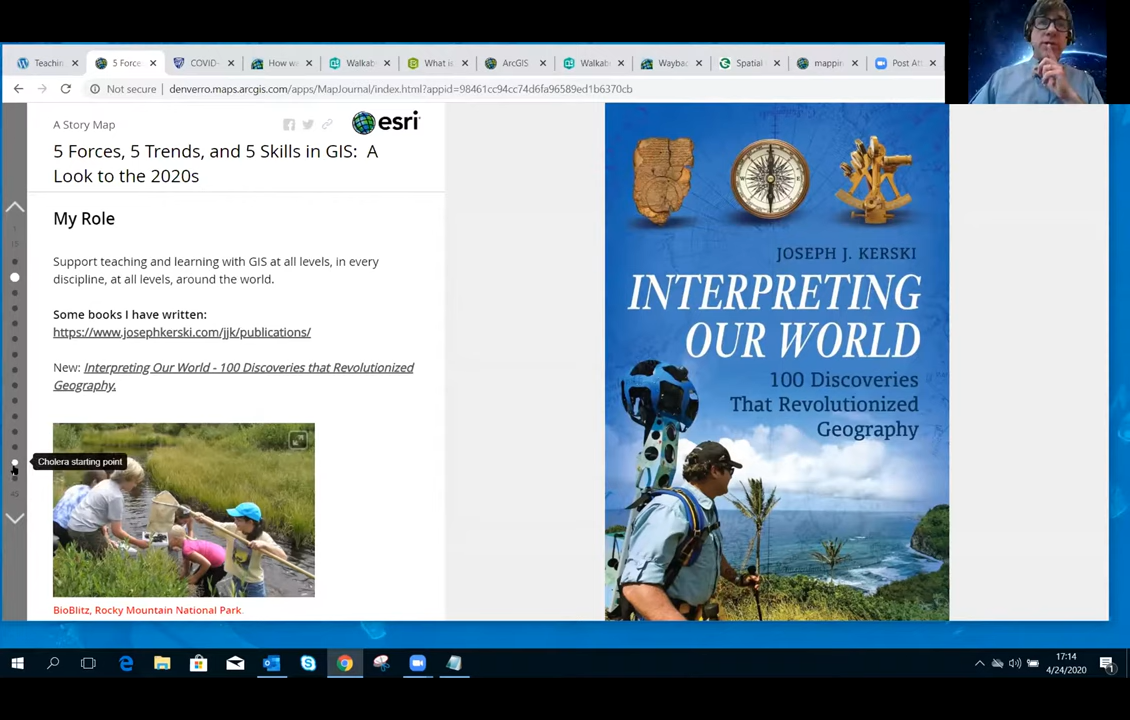 Teachin
5 Force
COVID-
How w
Walkab
What is
ArcGIS
Walkab
Wayba
Spatial
mappin
Post Att
Not secure
denverro.maps.arcgis.com/apps/MapJournal/index.html?appid=98461cc94cc74d6fa96589ed1b6370cb
A Story Map
esri
5 Forces, 5 Trends, and 5 Skills in GIS: A
Look to the 2020s
My Role
Support teaching and learning with GIS at all levels, in every
discipline, at all levels, around the world.
Some books I have written:
https://www.josephkerski.com/jjk/publications/
New: Interpreting Our World - 100 Discoveries that Revolutionized
Geography.
Cholera starting point
BioBlitz, Rocky Mountain National Park.
JOSEPH J. KERSKI
INTERPRETING
OUR WORLD
100 Discoveries
That Revolutionized
Geography
17:14
4/24/2020